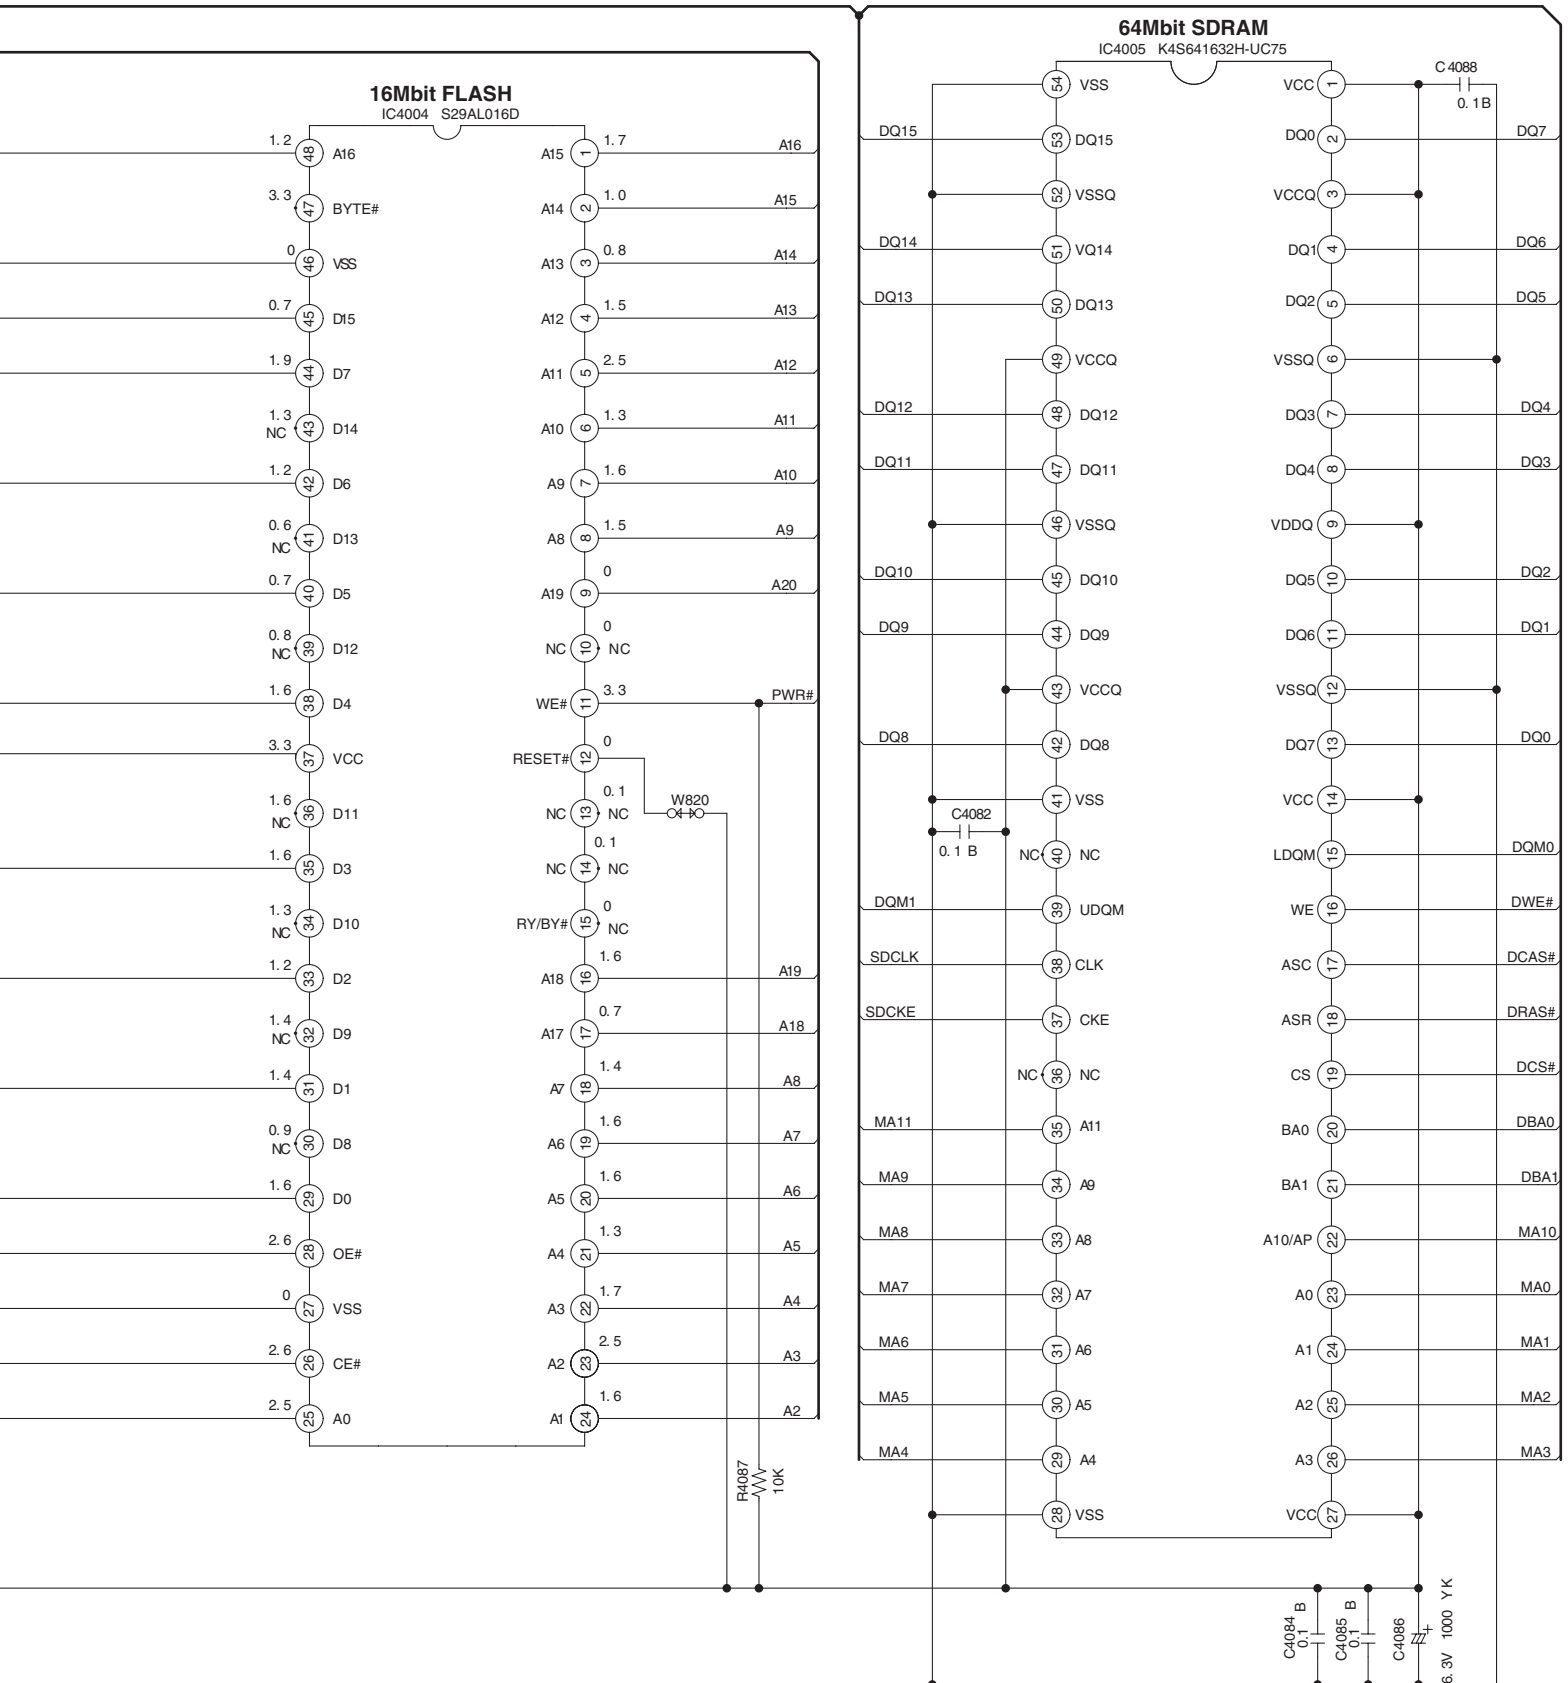 16Mbit FLASH
IC4004 S29AL016D
1.2 48 A16 A15 1 1.7 A16
3.3 47 BYTE# A14 2 1.0 A15
0 46 VSS A13 3 0.8 A14
0.7 45 D15 A12 4 1.5 A13
1.9 44 D7 A11 5 2.5 A12
1.3 NC 43 D14 A10 6 1.3 A11
1.2 42 D6 A9 7 1.6 A10
0.6 NC 41 D13 A8 8 1.5 A9
0.7 40 D5 A19 9 0 A20
0.8 NC 39 D12 NC 10 0 NC
1.6 38 D4 WE# 11 3.3 PWR#
3.3 37 VCC RESET# 12 0
1.6 NC 36 D11 NC 13 0.1 NC W820
1.6 35 D3 NC 14 0.1 NC
1.3 NC 34 D10 RY/BY# 15 0 NC
1.2 33 D2 A18 16 1.6 A19
1.4 NC 32 D9 A17 17 0.7 A18
1.4 31 D1 A7 18 1.4 A8
0.9 NC 30 D8 A6 19 1.6 A7
1.6 29 D0 A5 20 1.6 A6
2.6 28 OE# A4 21 1.3 A5
0 27 VSS A3 22 1.7 A4
2.6 26 CE# A2 23 2.5 A3
2.5 25 A0 A1 24 1.6 A2
R4087
10K
64Mbit SDRAM
IC4005 K4S641632H-UC75
54 VSS VCC 1 C4088 0.1B
DQ15 53 DQ15 DQ0 2 DQ7
52 VSSQ VCCQ 3
DQ14 51 VQ14 DQ1 4 DQ6
DQ13 50 DQ13 DQ2 5 DQ5
49 VCCQ VSSQ 6
DQ12 48 DQ12 DQ3 7 DQ4
DQ11 47 DQ11 DQ4 8 DQ3
46 VSSQ VDDQ 9
DQ10 45 DQ10 DQ5 10 DQ2
DQ9 44 DQ9 DQ6 11 DQ1
43 VCCQ VSSQ 12
DQ8 42 DQ8 DQ7 13 DQ0
41 VSS VCC 14
C4082
0.1 B
NC 40 NC LDQM 15 DQM0
DQM1 39 UDQM WE 16 DWE#
SDCLK 38 CLK ASC 17 DCAS#
SDCKE 37 CKE ASR 18 DRAS#
NC 36 NC CS 19 DCS#
MA11 35 A11 BA0 20 DBA0
MA9 34 A9 BA1 21 DBA1
MA8 33 A8 A10/AP 22 MA10
MA7 32 A7 A0 23 MA0
MA6 31 A6 A1 24 MA1
MA5 30 A5 A2 25 MA2
MA4 29 A4 A3 26 MA3
28 VSS VCC 27
C4084
0.1 B
C4085
0.1 B
C4086
+
6.3V 1000 YK